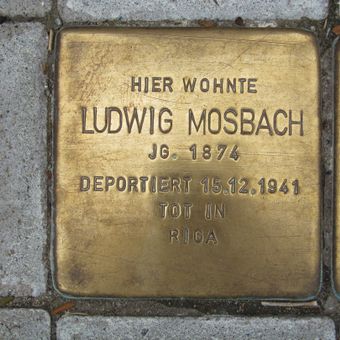 HIER WOHNTE
LUDWIG MOSBACH
JG. 1874
DEPORTIERT 15.12.1941
TOT IN
RIGA